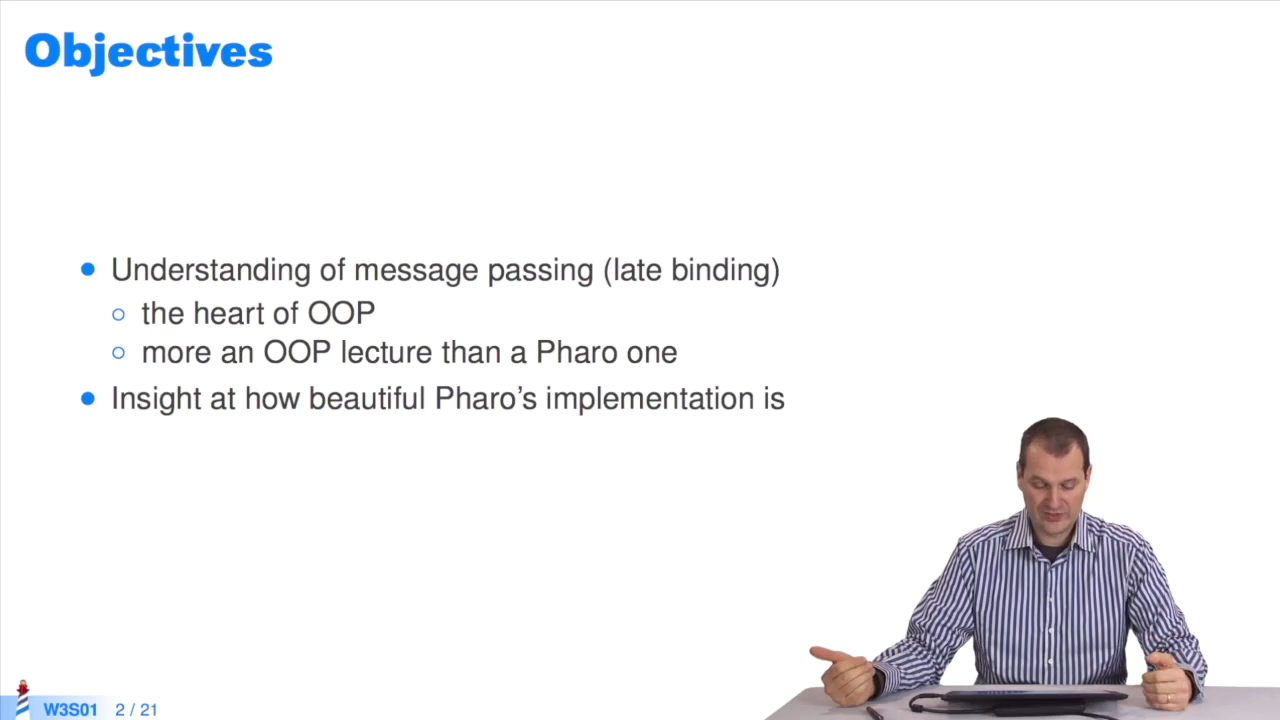 Objectives
Understanding of message passing (late binding)
the heart of OOP
more an OOP lecture than a Pharo one
Insight at how beautiful Pharo's implementation is
W3S01 2 / 21